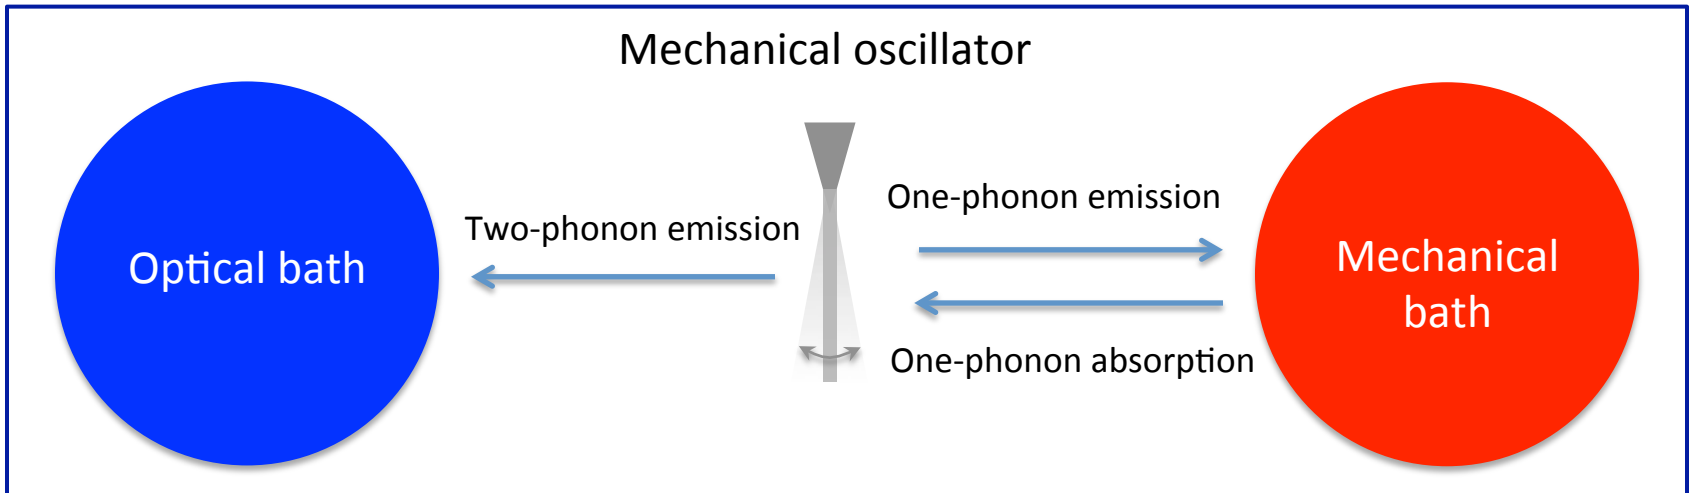 Mechanical oscillator
One-phonon emission
Two-phonon emission
Optical bath
Mechanical
bath
One-phonon absorption